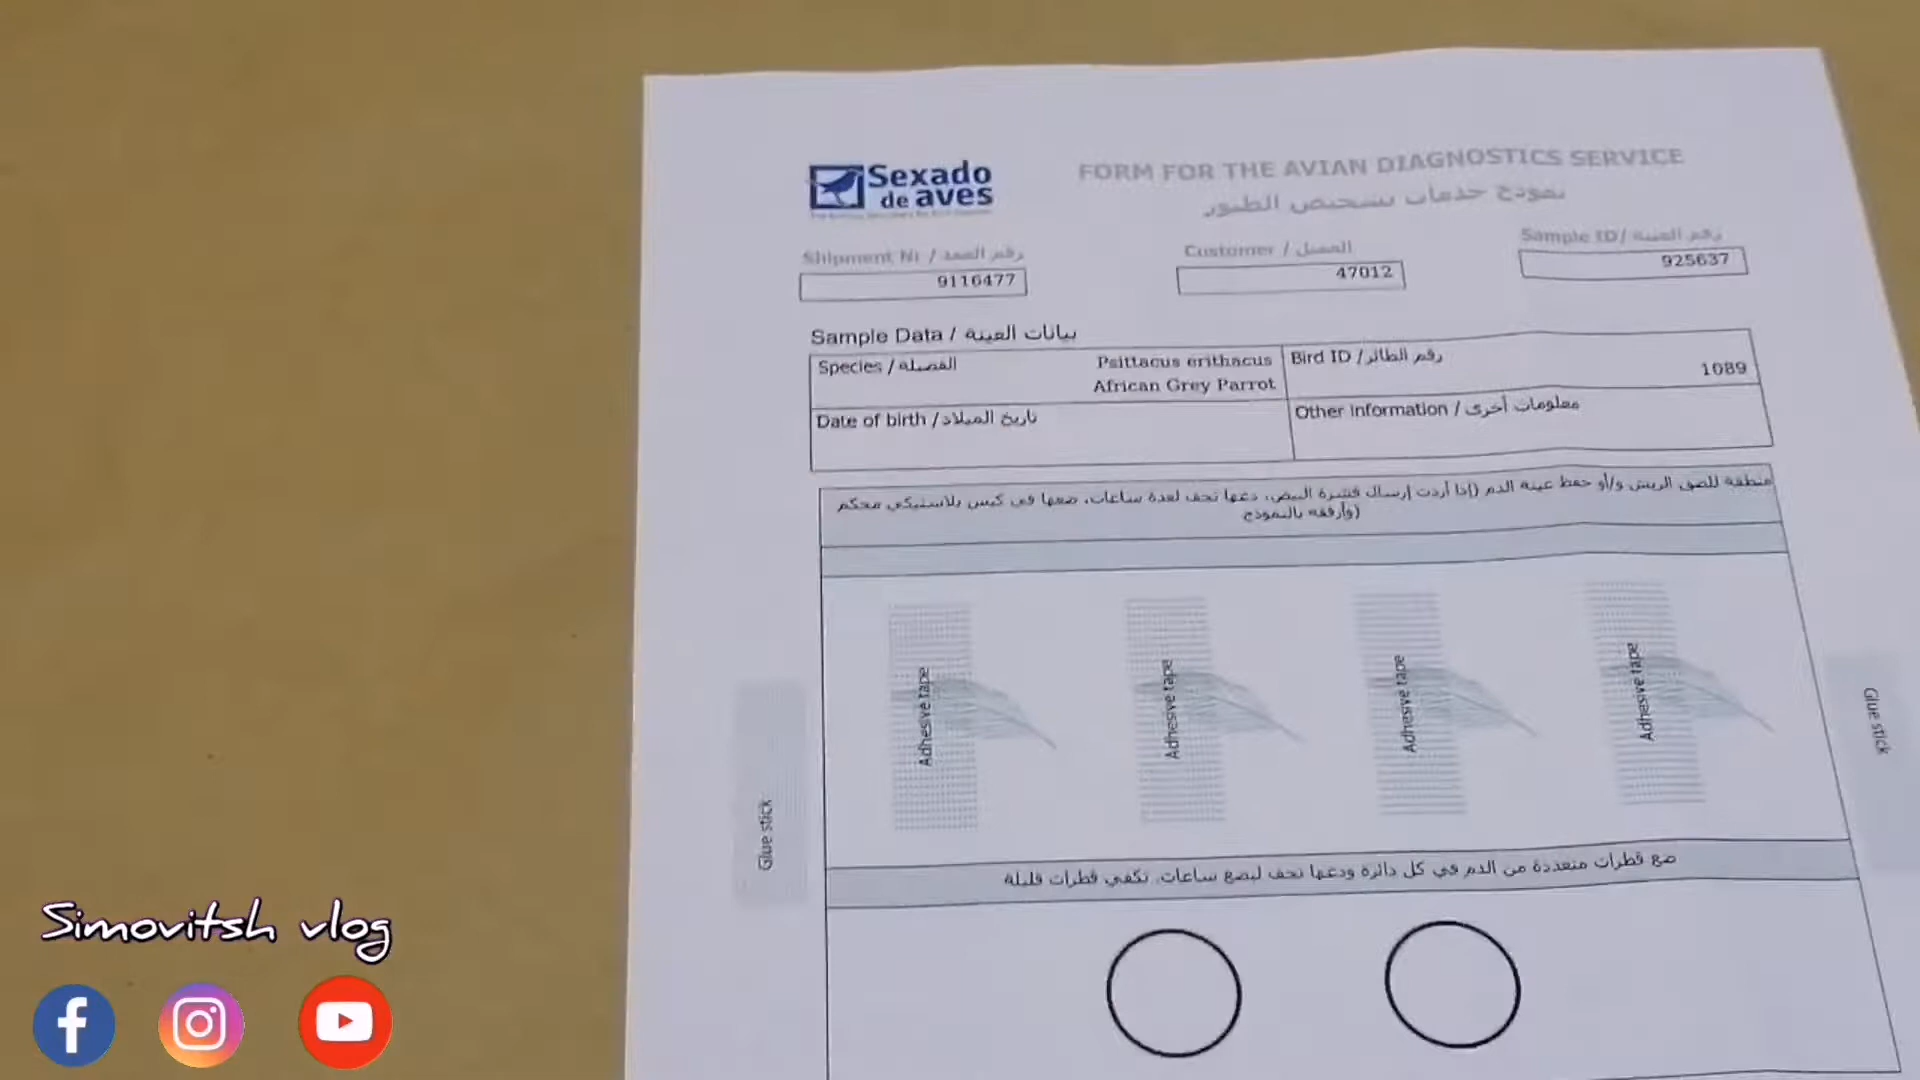 Sexado
de aves
FORM FOR THE AVIAN DIAGNOSTICS SERVICE
نموذج خدمات تشخيص الطيور
Shipment Nr / رقم العدد
9116477
Customer / العميل
47012
Sample ID/ رقم العينة
925637
Sample Data / بيانات العينة
Species / الفصيلة
Psittacus erithacus
African Grey Parrot
Bird ID / رقم الطائر
1089
Date of birth / تاريخ الميلاد
Other information / معلومات أخرى
منطقة للصق الريش و/أو حفظ عينة الدم (إذا أردت إرسال قشرة البيض، دعها تجف لعدة ساعات، ضعها في كيس بلاستيكي محكم
وأرفقه بالنموذج)
Adhesive tape
Adhesive tape
Adhesive tape
Adhesive tape
Glue stick
Glue stick
ضع قطرات متعددة من الدم في كل دائرة ودعها تجف لبضع ساعات. تكفي قطرات قليلة
Simovitsh vlog